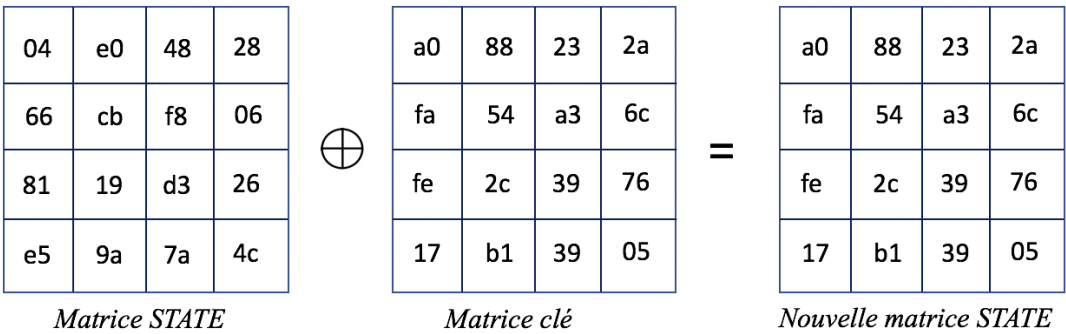 04 e0 48 28 a0 88 23 2a a0 88 23 2a
66 cb f8 06 fa 54 a3 6c fa 54 a3 6c
81 19 d3 26 fe 2c 39 76 fe 2c 39 76
⊕ =
e5 9a 7a 4c 17 b1 39 05 17 b1 39 05
Matrice STATE Matrice clé Nouvelle matrice STATE